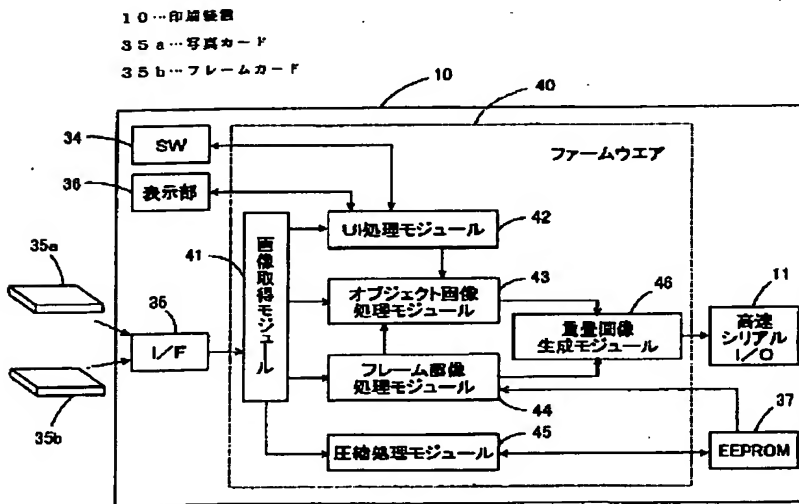 10…印刷装置
35a…写真カード
35b…フレームカード
10
40
34
SW
ファームウエア
36
表示部
UI処理モジュール
42
41
画像取得モジュール
35a
オブジェクト画像
処理モジュール
43
46
11
35
I/F
重畳画像
生成モジュール
高速
シリアル
I/O
フレーム画像
処理モジュール
44
37
35b
圧縮処理モジュール
45
EEPROM